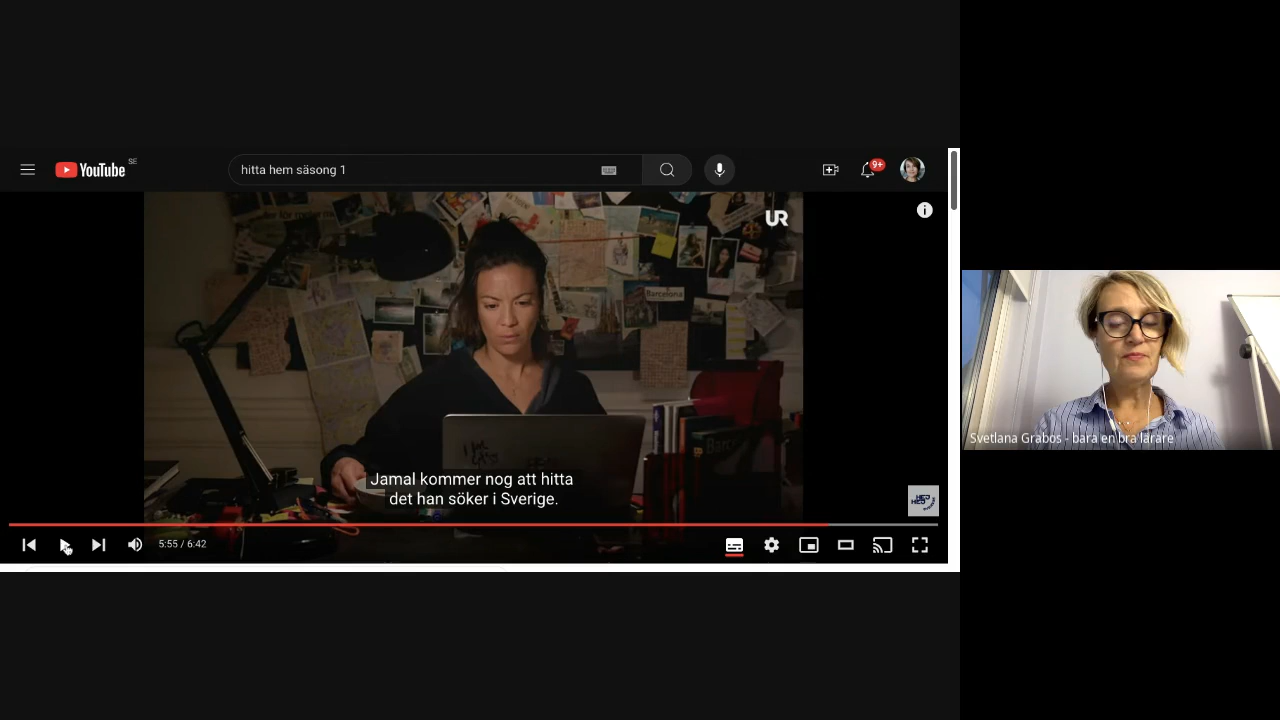 YouTube SE
hitta hem säsong 1
9+
UR
Barcelona
Jamal kommer nog att hitta
det han söker i Sverige.
5:55 / 6:42
Svetlana Grabos - bara en bra lärare